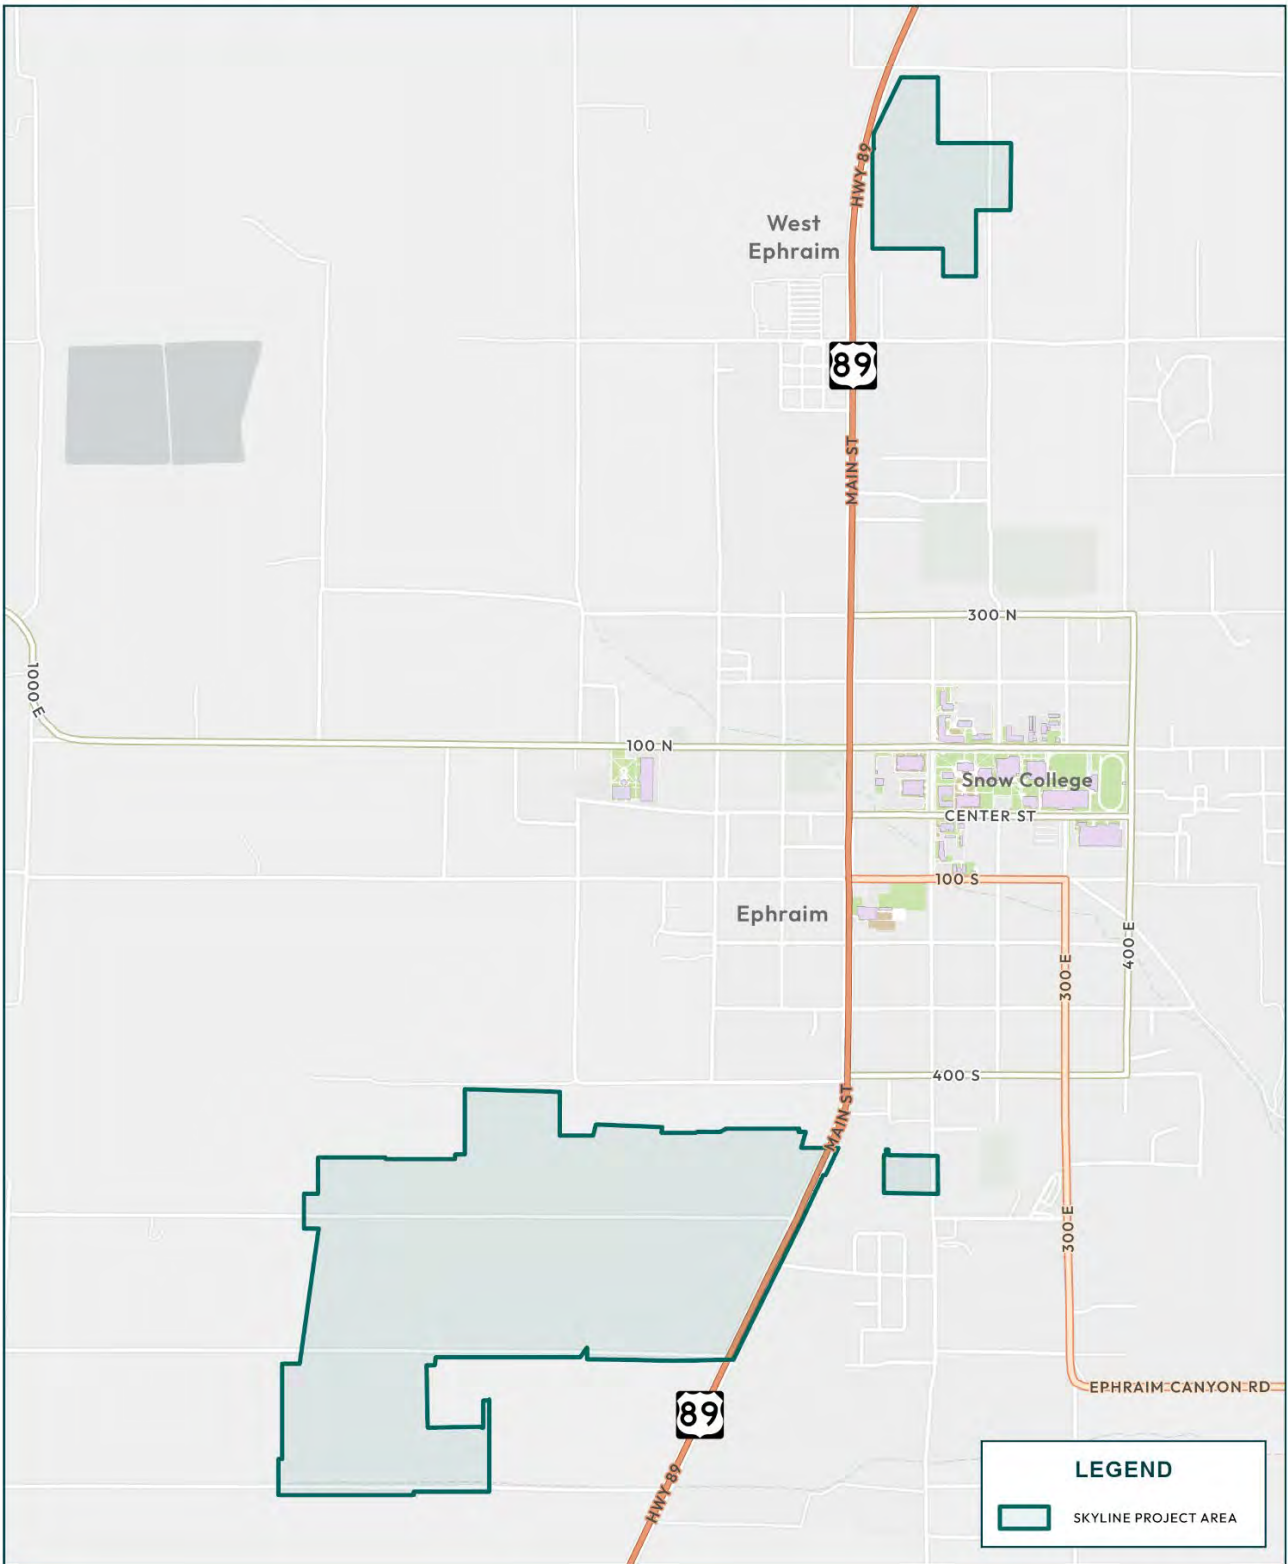 HWY 89
West
Ephraim
89
MAIN ST
300 N
1000 E
100 N
Snow College
CENTER ST
100 S
Ephraim
400 E
300 E
400 S
MAIN ST
300 E
EPHRAIM CANYON RD
89
HWY 89
LEGEND
SKYLINE PROJECT AREA